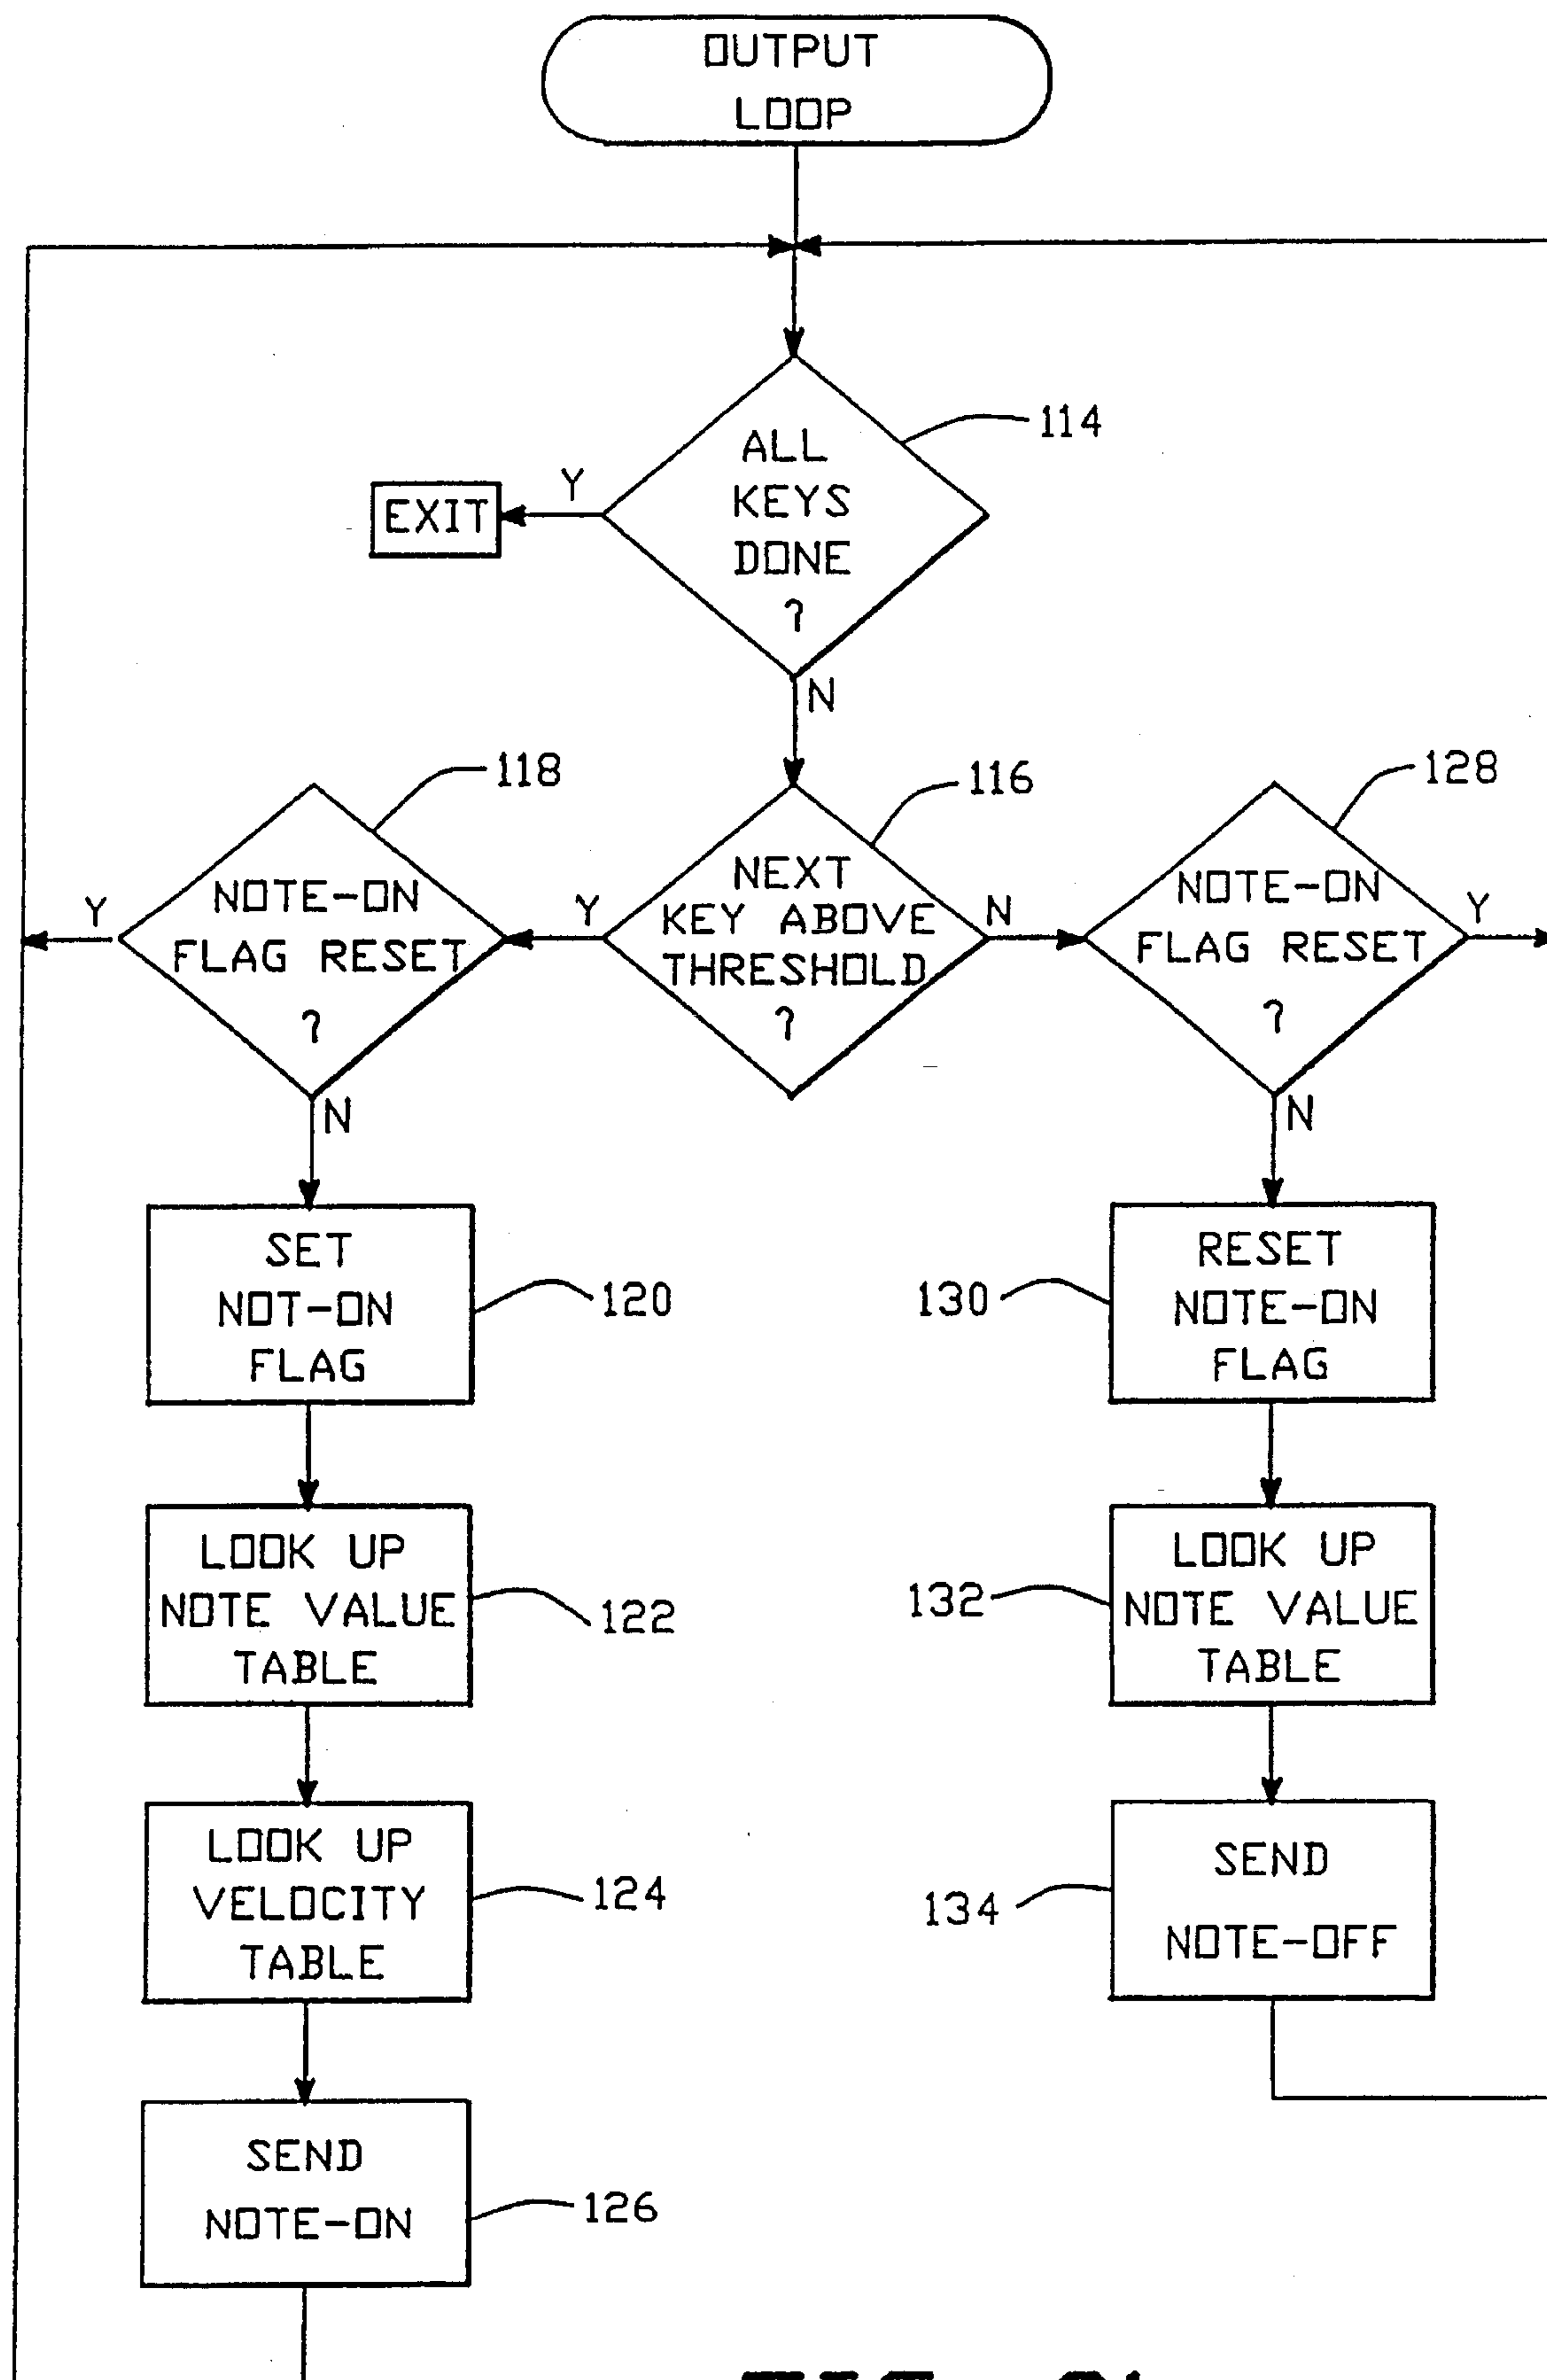 OUTPUT
LOOP
114
ALL
KEYS
DONE
?
Y
EXIT
N
118
116
128
NOTE-ON
FLAG RESET
?
Y
N
NEXT
KEY ABOVE
THRESHOLD
?
Y
N
NOTE-ON
FLAG RESET
?
Y
N
SET
NOT-ON
FLAG
120
130
RESET
NOTE-ON
FLAG
LOOK UP
NOTE VALUE
TABLE
122
132
LOOK UP
NOTE VALUE
TABLE
LOOK UP
VELOCITY
TABLE
124
134
SEND
NOTE-OFF
SEND
NOTE-ON
126